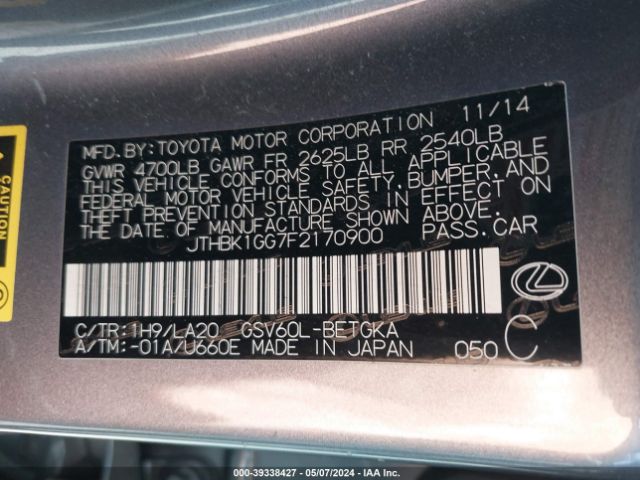 11/14
MFD. BY: TOYOTA MOTOR CORPORATION
GVWR 4700LB GAWR FR 2625LB RR 2540LB
THIS VEHICLE CONFORMS TO ALL APPLICABLE
FEDERAL MOTOR VEHICLE SAFETY, BUMPER, AND
THEFT PREVENTION STANDARDS IN EFFECT ON
THE DATE OF MANUFACTURE SHOWN ABOVE.
JTHBK1GG7F2170900 PASS. CAR
C/TR: 1H9/LA20 GSV60L-BETGKA
A/TM: -01A/U660E MADE IN JAPAN 050 C
CAUTION
000-39338427 - 05/07/2024 - IAA Inc.